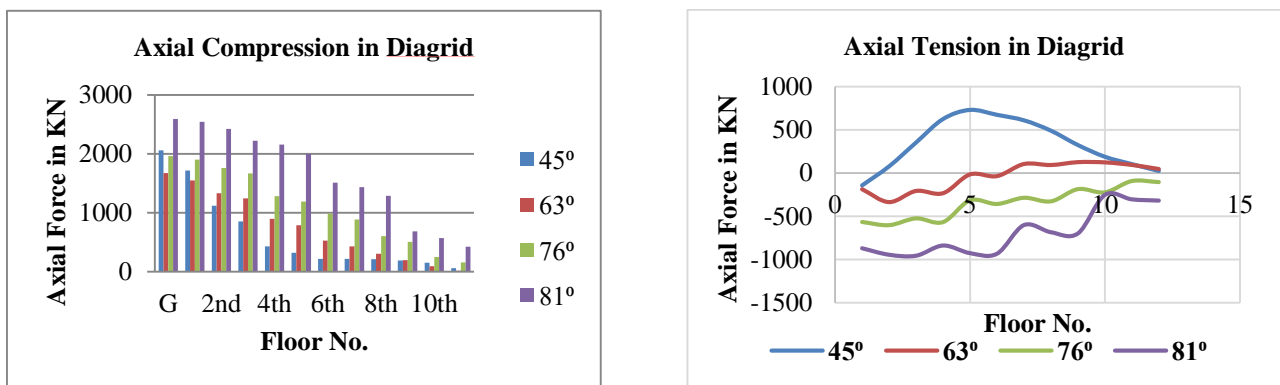 Axial Compression in Diagrid
Axial Force in KN
3000
2000
1000
0
G 2nd 4th 6th 8th 10th
Floor No.
45º
63º
76º
81º
Axial Tension in Diagrid
Axial Force in KN
1000
500
0
-500
-1000
-1500
0 5 10 15
Floor No.
45º 63º 76º 81º